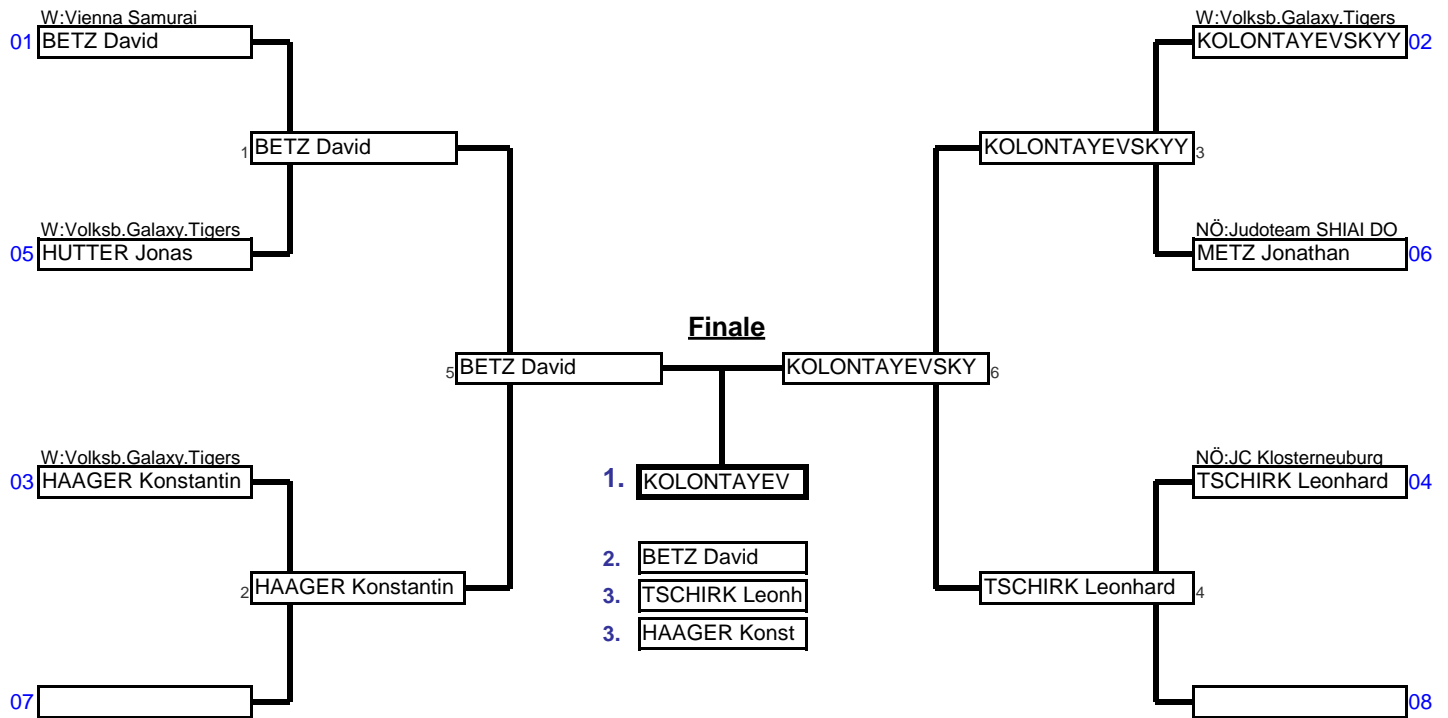 W:Vienna Samurai
01 BETZ David
1 BETZ David
W:Volksb.Galaxy.Tigers
05 HUTTER Jonas
5 BETZ David
W:Volksb.Galaxy.Tigers
03 HAAGER Konstantin
2 HAAGER Konstantin
07
Finale
1. KOLONTAYEV
2. BETZ David
3. TSCHIRK Leonh
3. HAAGER Konst
W:Volksb.Galaxy.Tigers
KOLONTAYEVSKYY 02
KOLONTAYEVSKYY 3
NÖ:Judoteam SHIAI DO
METZ Jonathan 06
KOLONTAYEVSKY 6
NÖ:JC Klosterneuburg
TSCHIRK Leonhard 04
TSCHIRK Leonhard 4
08